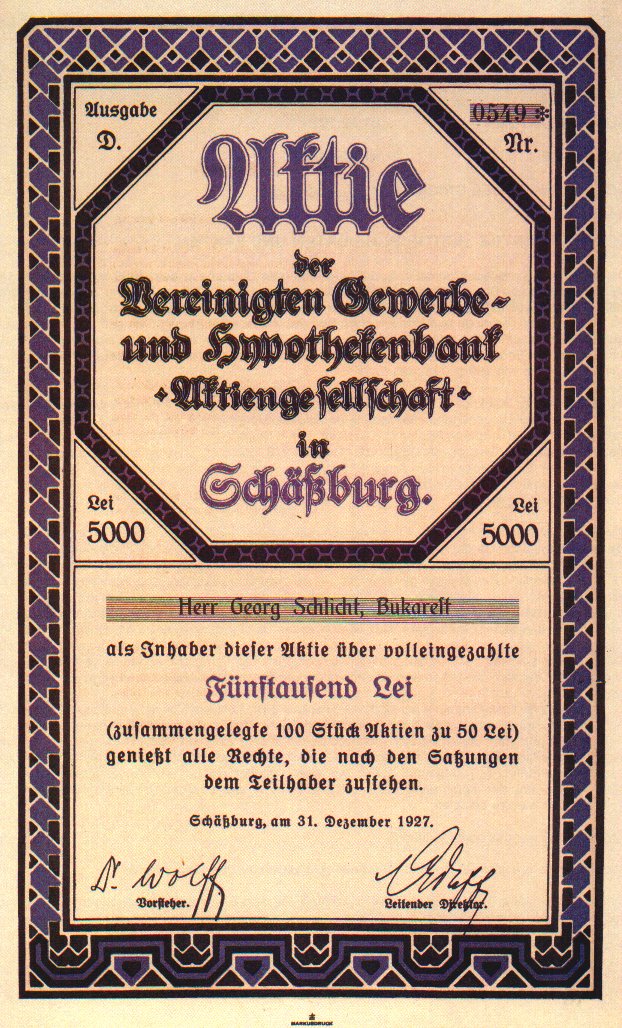 Ausgabe
D.
0549 *
Nr.
Aktie
der
Vereinigten Gewerbe-
und Hypothekenbank
Aktiengesellschaft
in
Schäßburg.
Lei
5000
Lei
5000
Herr Georg Schlicht, Bukarest
als Inhaber dieser Aktie über volleingezahlte
Fünftausend Lei
(zusammengelegte 100 Stück Aktien zu 50 Lei)
genießt alle Rechte, die nach den Satzungen
dem Teilhaber zustehen.
Schäßburg, am 31. Dezember 1927.
Dr. Wolff
Vorsteher.
Leitender Direktor.
MARKUSDRUCK